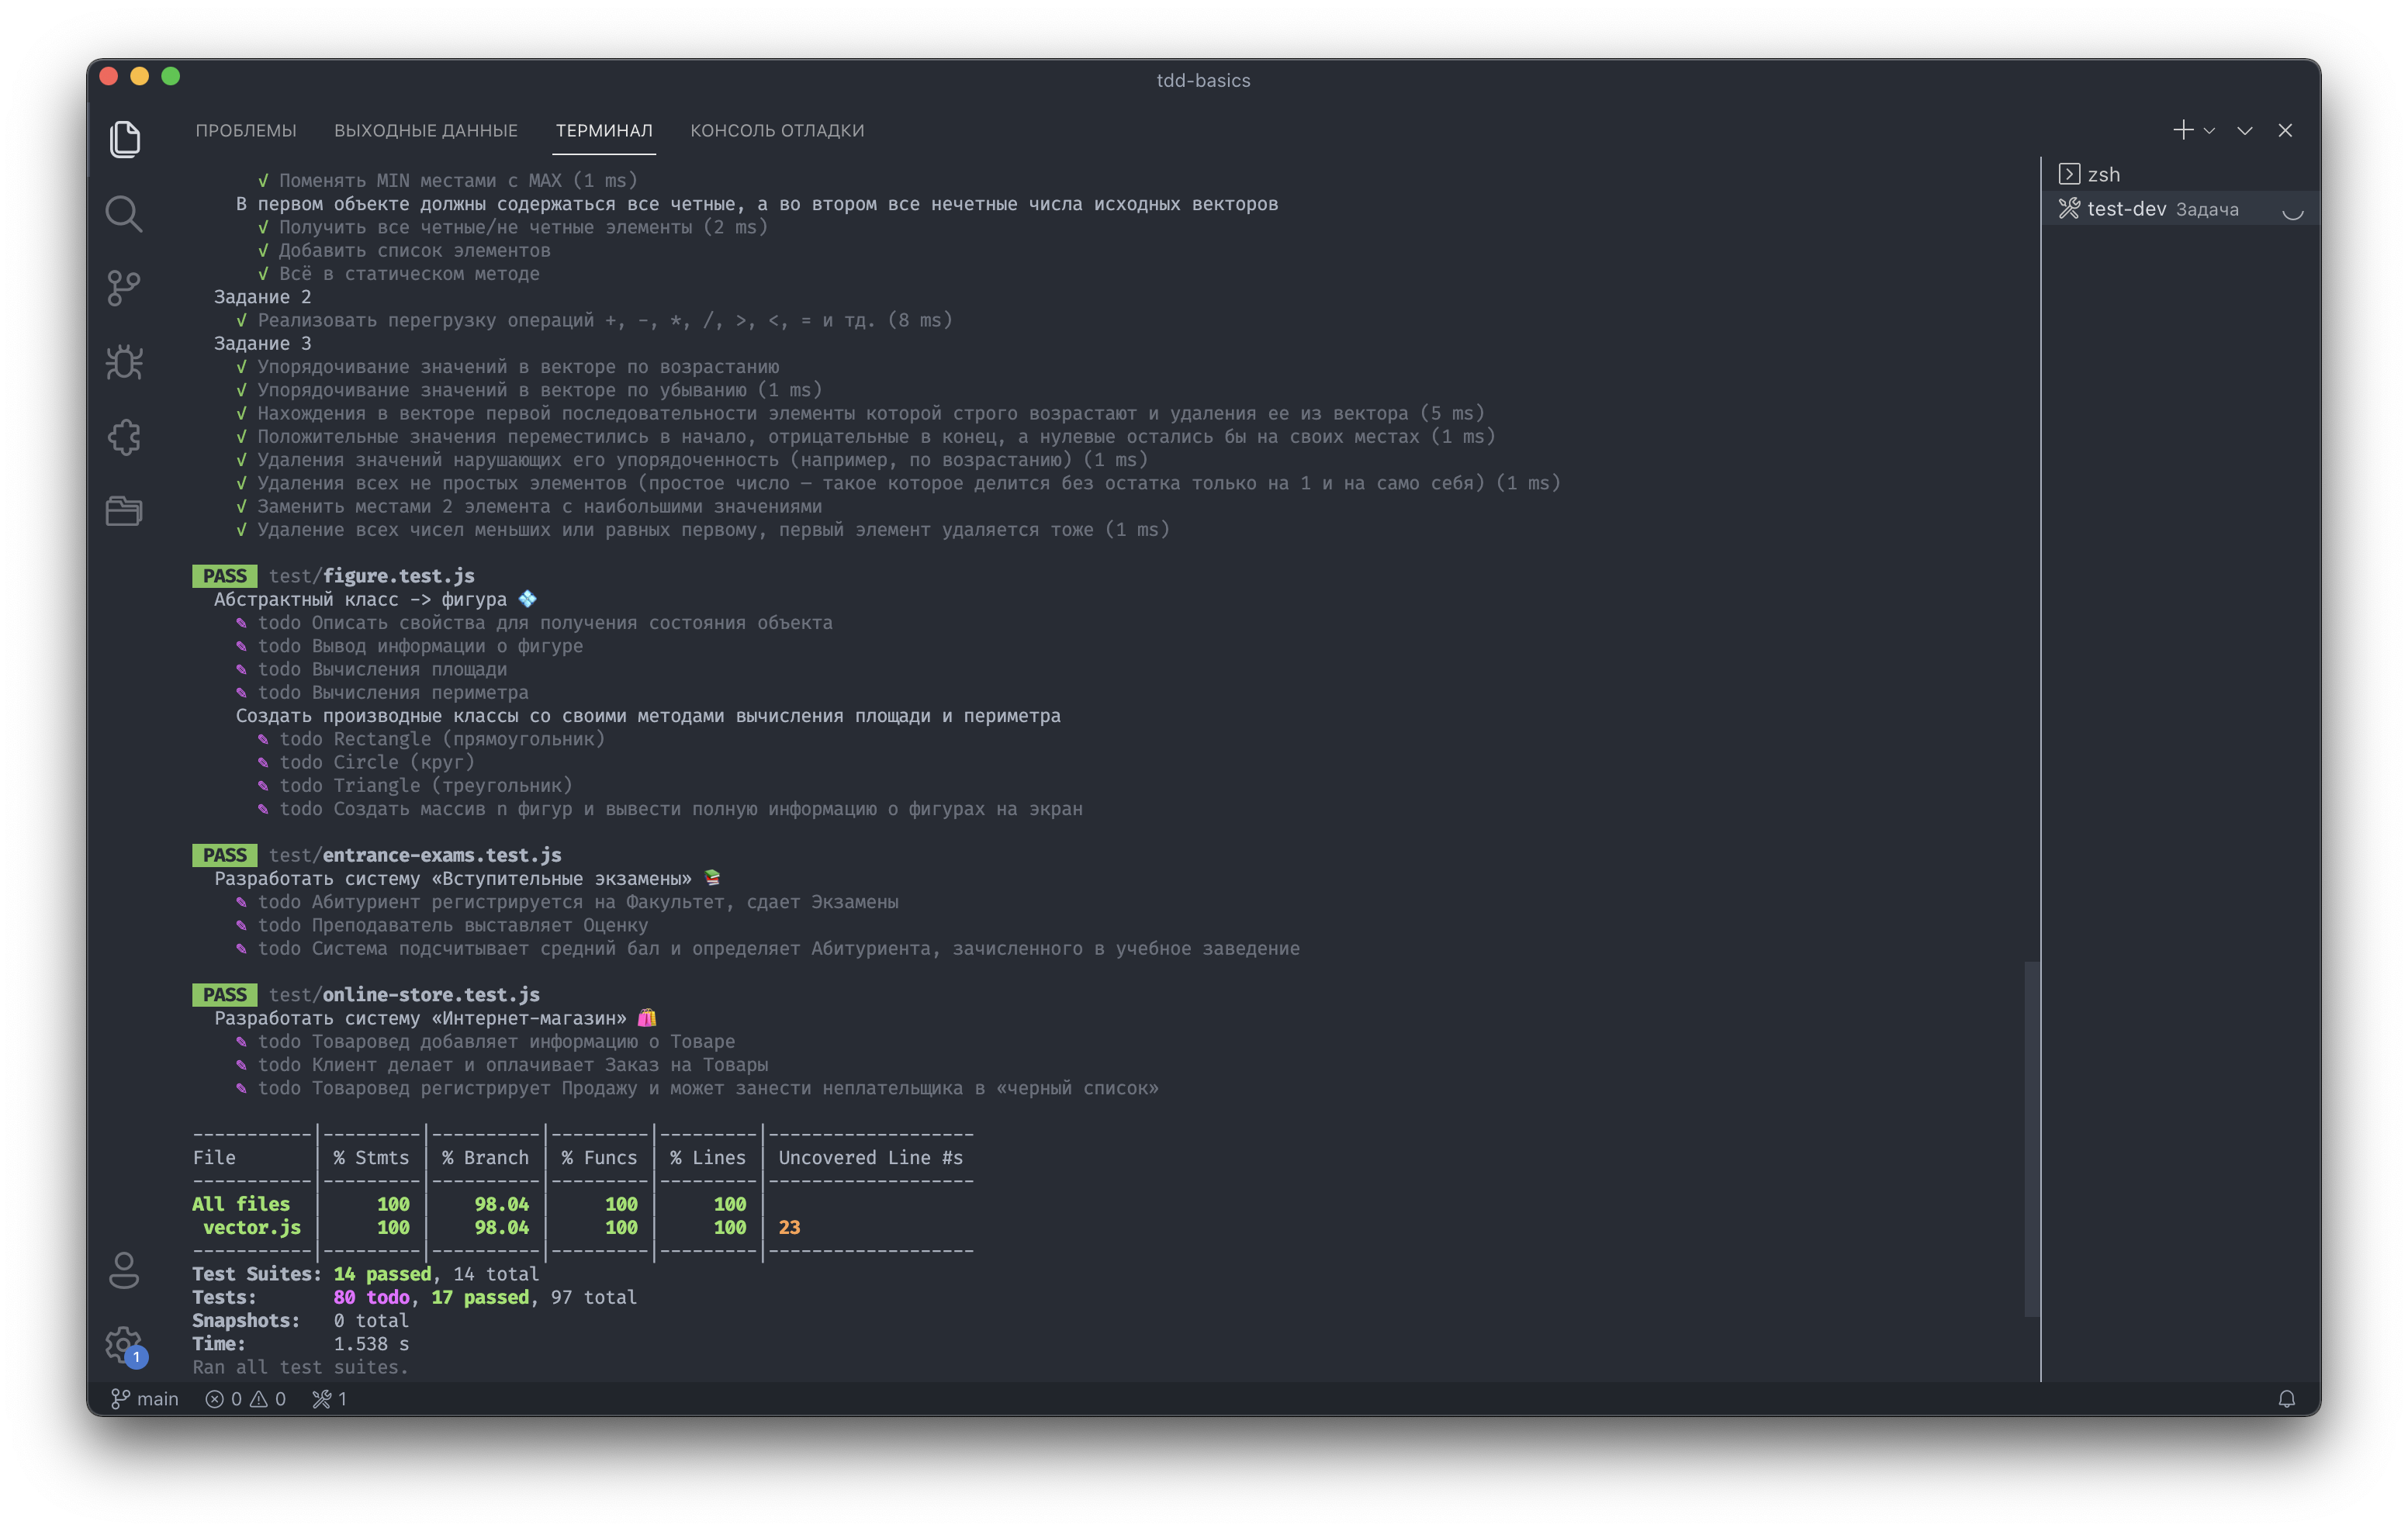 tdd-basics
ПРОБЛЕМЫ ВЫХОДНЫЕ ДАННЫЕ ТЕРМИНАЛ КОНСОЛЬ ОТЛАДКИ
√ Поменять MIN местами с MAX (1 ms)
В первом объекте должны содержаться все четные, а во втором все нечетные числа исходных векторов
√ Получить все четные/не четные элементы (2 ms)
√ Добавить список элементов
√ Всё в статическом методе
Задание 2
√ Реализовать перегрузку операций +, -, *, /, >, <, = и тд. (8 ms)
Задание 3
√ Упорядочивание значений в векторе по возрастанию
√ Упорядочивание значений в векторе по убыванию (1 ms)
√ Нахождения в векторе первой последовательности элементы которой строго возрастают и удаления ее из вектора (5 ms)
√ Положительные значения переместились в начало, отрицательные в конец, а нулевые остались бы на своих местах (1 ms)
√ Удаления значений нарушающих его упорядоченность (например, по возрастанию) (1 ms)
√ Удаления всех не простых элементов (простое число — такое которое делится без остатка только на 1 и на само себя) (1 ms)
√ Заменить местами 2 элемента с наибольшими значениями
√ Удаление всех чисел меньших или равных первому, первый элемент удаляется тоже (1 ms)
PASS test/figure.test.js
Абстрактный класс -> фигура 💠
✎ todo Описать свойства для получения состояния объекта
✎ todo Вывод информации о фигуре
✎ todo Вычисления площади
✎ todo Вычисления периметра
Создать производные классы со своими методами вычисления площади и периметра
✎ todo Rectangle (прямоугольник)
✎ todo Circle (круг)
✎ todo Triangle (треугольник)
✎ todo Создать массив n фигур и вывести полную информацию о фигурах на экран
PASS test/entrance-exams.test.js
Разработать систему «Вступительные экзамены» 📚
✎ todo Абитуриент регистрируется на Факультет, сдает Экзамены
✎ todo Преподаватель выставляет Оценку
✎ todo Система подсчитывает средний бал и определяет Абитуриента, зачисленного в учебное заведение
PASS test/online-store.test.js
Разработать систему «Интернет-магазин» 🛍
✎ todo Товаровед добавляет информацию о Товаре
✎ todo Клиент делает и оплачивает Заказ на Товары
✎ todo Товаровед регистрирует Продажу и может занести неплательщика в «черный список»
-----------|---------|----------|---------|---------|-------------------
File | % Stmts | % Branch | % Funcs | % Lines | Uncovered Line #s
-----------|---------|----------|---------|---------|-------------------
All files | 100 | 98.04 | 100 | 100 |
vector.js | 100 | 98.04 | 100 | 100 | 23
-----------|---------|----------|---------|---------|-------------------
Test Suites: 14 passed, 14 total
Tests: 80 todo, 17 passed, 97 total
Snapshots: 0 total
Time: 1.538 s
Ran all test suites.
zsh
test-dev Задача
1
main 0 0 1